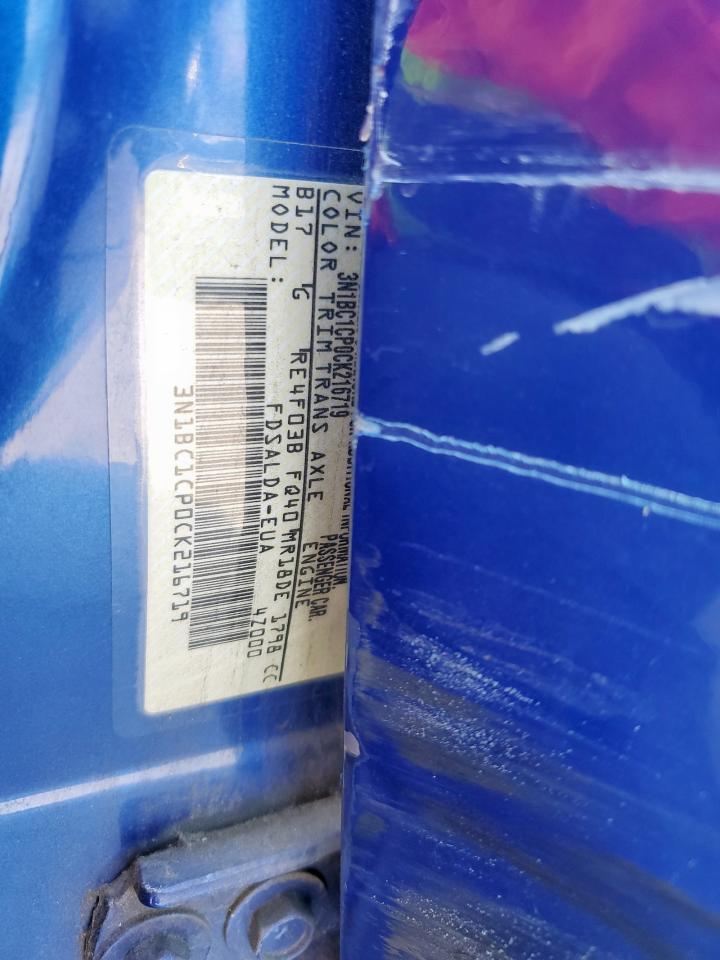 PASSENGER CAR.
VIN: 3N1BC1CP0CK216719
COLOR TRIM TRANS AXLE ENGINE
B17 G RE4F03B FQ40 MR18DE 1798 CC
MODEL: FDSALDA-EUA 4Z000
3N1BC1CP0CK216719